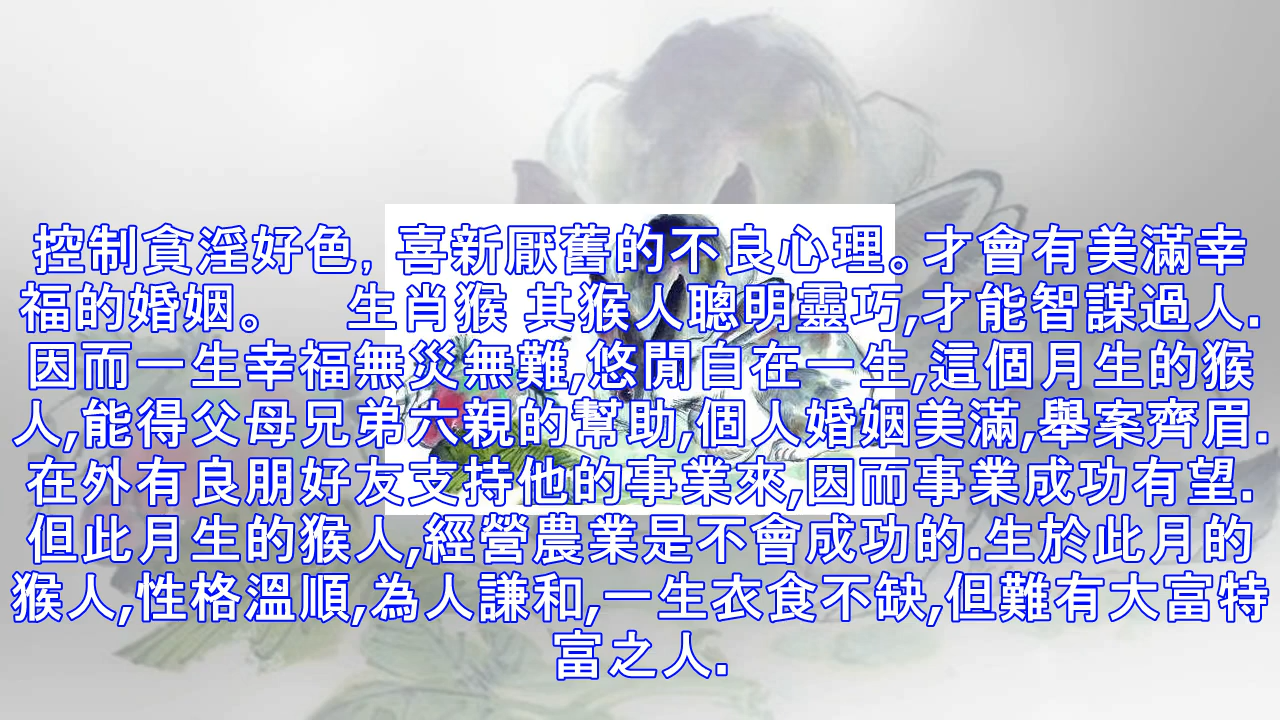 控制貪淫好色，喜新厭舊的不良心理。才會有美滿幸
福的婚姻。　生肖猴 其猴人聰明靈巧,才能智謀過人.
因而一生幸福無災無難,悠閒自在一生,這個月生的猴
人,能得父母兄弟六親的幫助,個人婚姻美滿,舉案齊眉.
在外有良朋好友支持他的事業來,因而事業成功有望.
但此月生的猴人,經營農業是不會成功的.生於此月的
猴人,性格溫順,為人謙和,一生衣食不缺,但難有大富特
富之人.